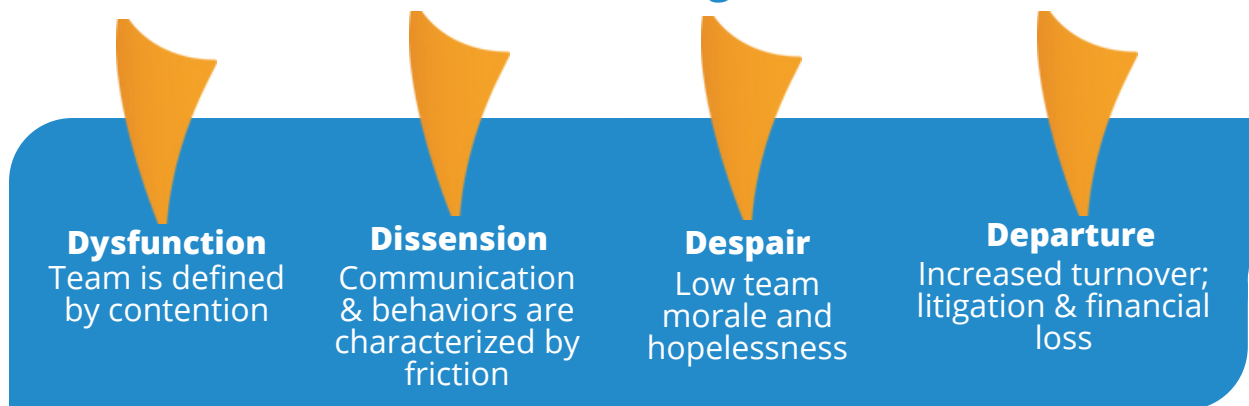 Dysfunction
Team is defined
by contention
Dissension
Communication
& behaviors are
characterized by
friction
Despair
Low team
morale and
hopelessness
Departure
Increased turnover;
litigation & financial
loss